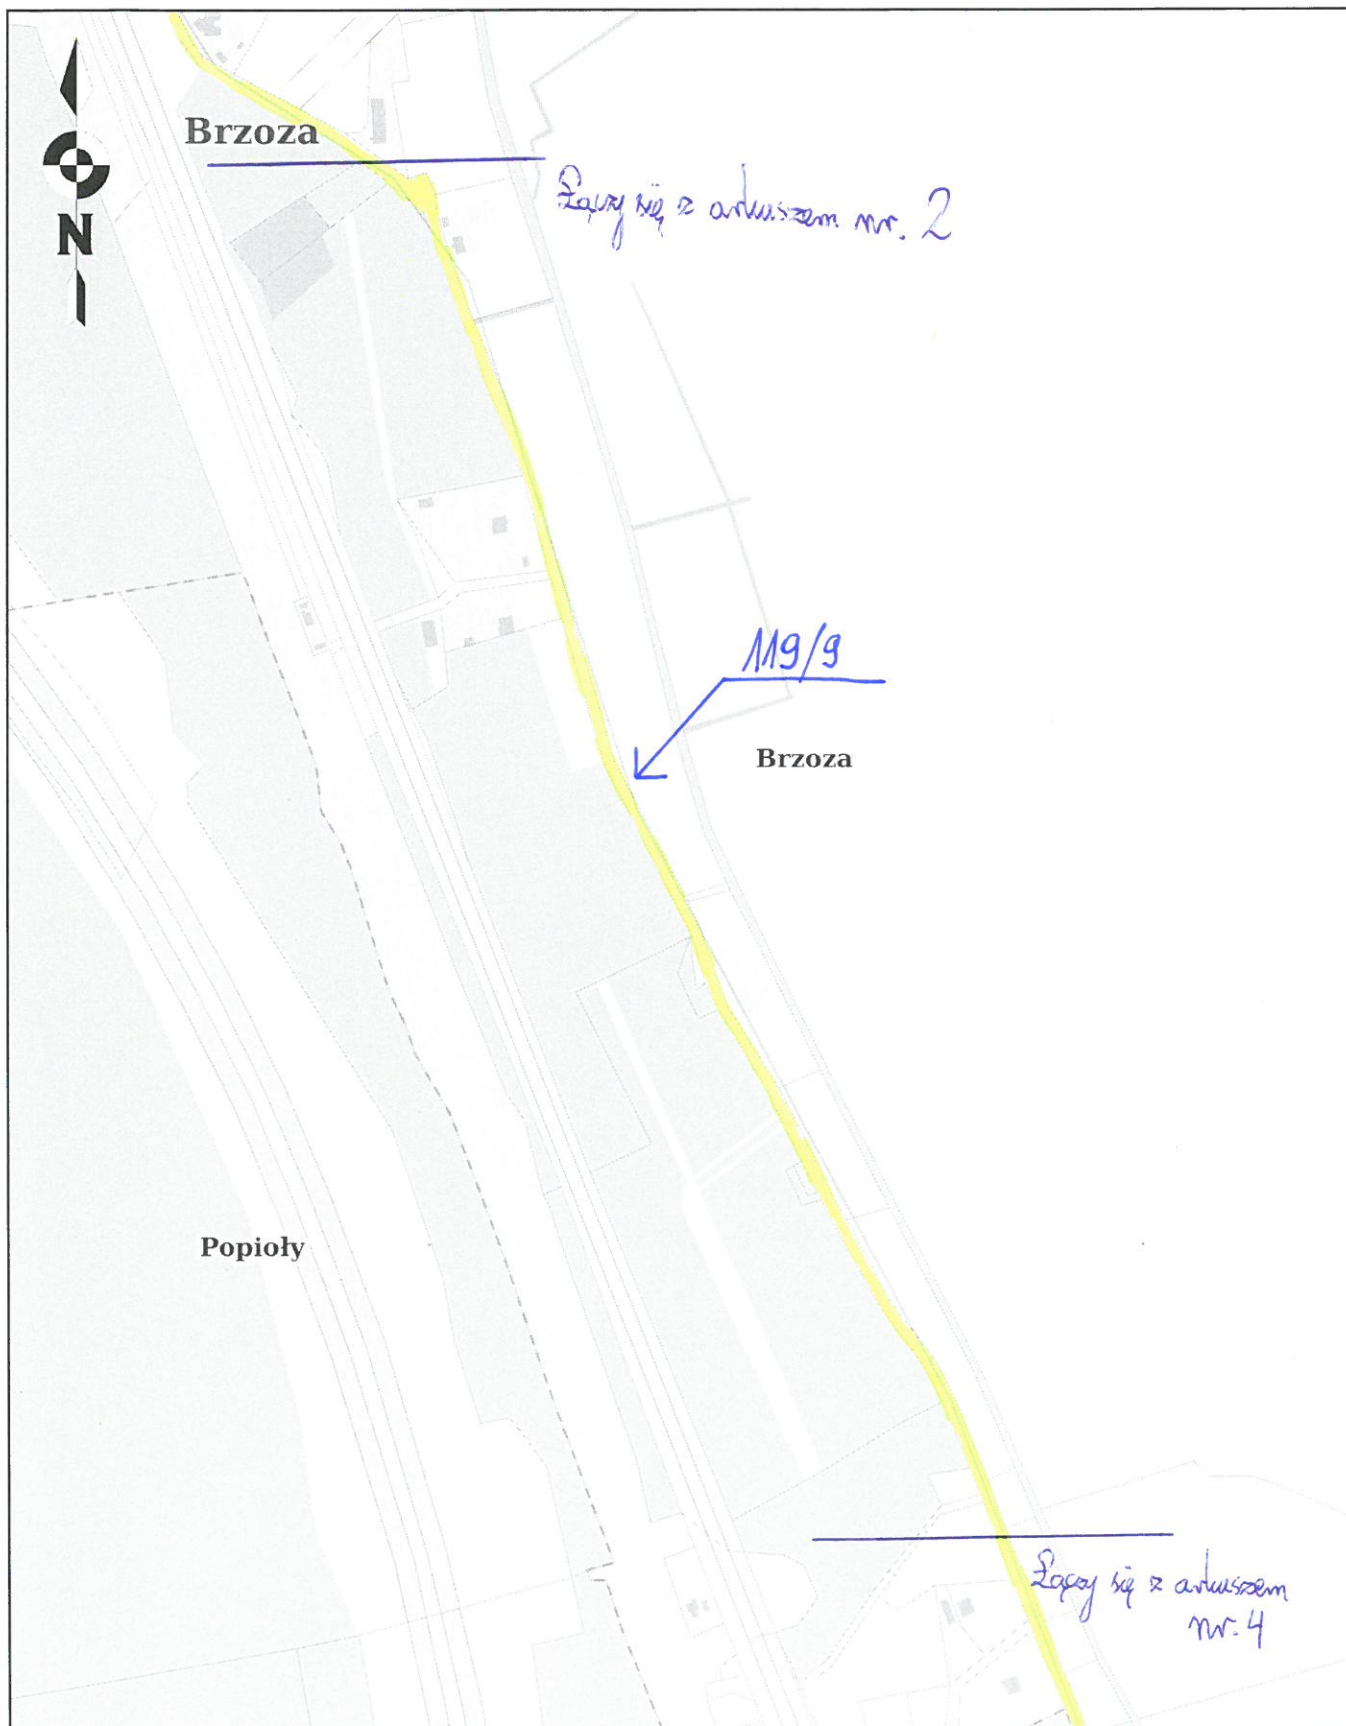 Brzoza
N
Łączy się z arkuszem nr. 2
119/9
Brzoza
Popioły
Łączy się z arkuszem
nr. 4